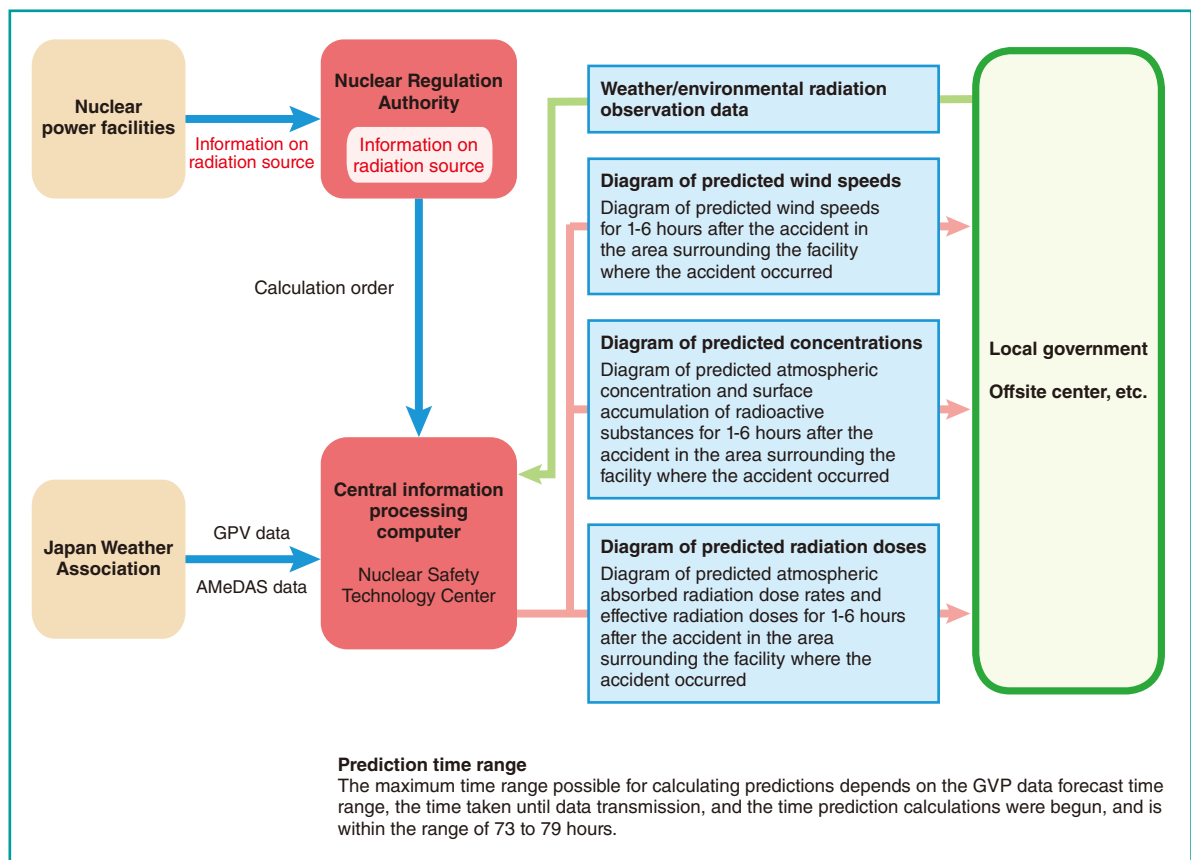 Nuclear
power facilities
Information on
radiation source
Nuclear Regulation
Authority
Information on
radiation source
Calculation order
Japan Weather
Association
GPV data
AMeDAS data
Central information
processing
computer
Nuclear Safety
Technology Center
Weather/environmental radiation
observation data
Diagram of predicted wind speeds
Diagram of predicted wind speeds
for 1-6 hours after the accident in
the area surrounding the facility
where the accident occurred
Diagram of predicted concentrations
Diagram of predicted atmospheric
concentration and surface
accumulation of radioactive
substances for 1-6 hours after the
accident in the area surrounding the
facility where the accident occurred
Diagram of predicted radiation doses
Diagram of predicted atmospheric
absorbed radiation dose rates and
effective radiation doses for 1-6 hours
after the accident in the area
surrounding the facility where the
accident occurred
Local government
Offsite center, etc.
Prediction time range
The maximum time range possible for calculating predictions depends on the GVP data forecast time
range, the time taken until data transmission, and the time prediction calculations were begun, and is
within the range of 73 to 79 hours.